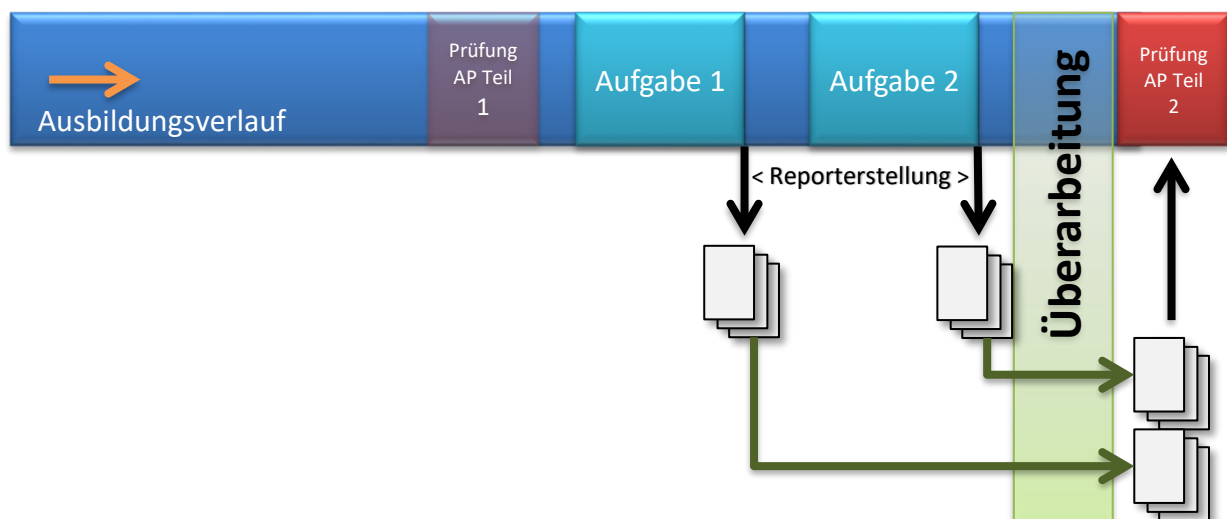 Ausbildungsverlauf
Prüfung
AP Teil
1
Aufgabe 1
Aufgabe 2
Überarbeitung
Prüfung
AP Teil
2
< Reporterstellung >